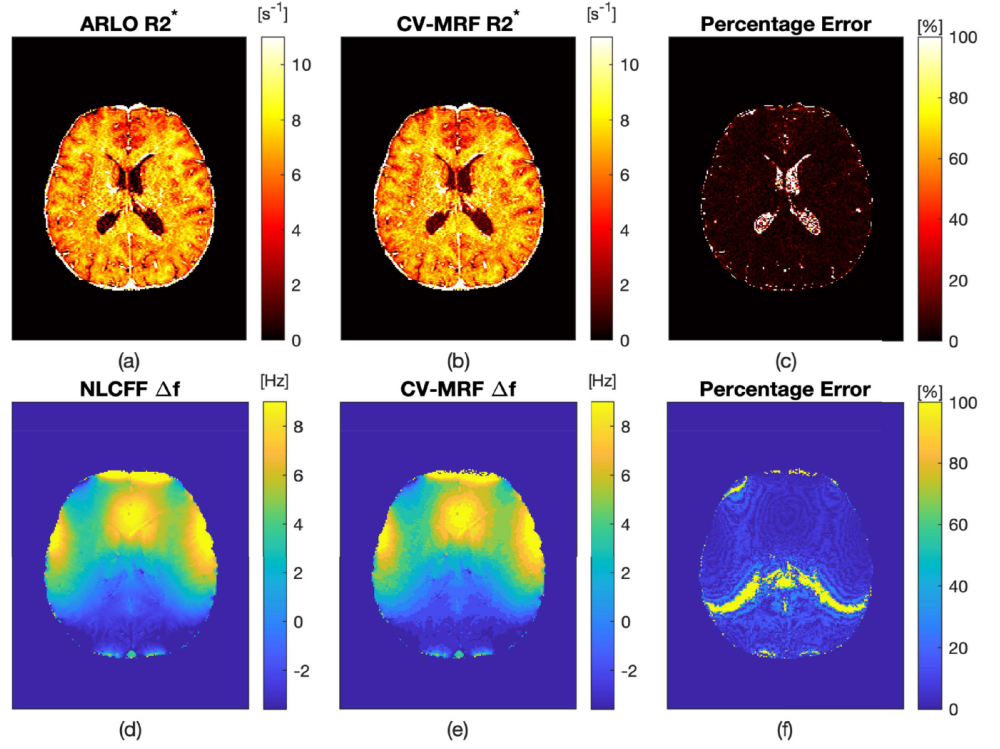 ARLO R2*
[s⁻¹]
10
8
6
4
2
0
(a)
CV-MRF R2*
[s⁻¹]
10
8
6
4
2
0
(b)
Percentage Error
[%]
100
80
60
40
20
0
(c)
NLCFF Δf
[Hz]
8
6
4
2
0
-2
(d)
CV-MRF Δf
[Hz]
8
6
4
2
0
-2
(e)
Percentage Error
[%]
100
80
60
40
20
0
(f)